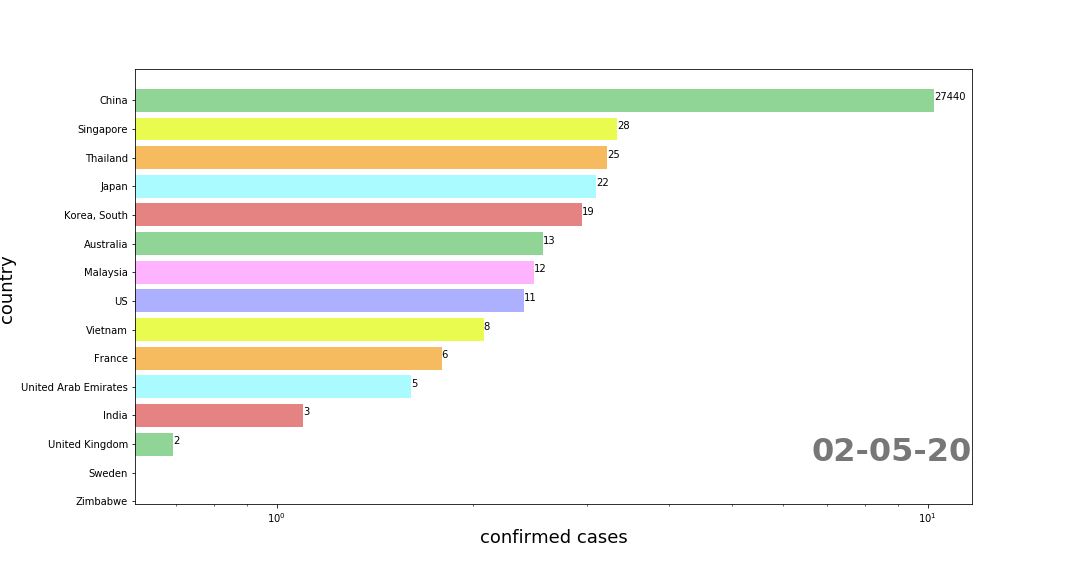 China
27440
Singapore
28
Thailand
25
Japan
22
Korea, South
19
Australia
13
Malaysia
12
US
11
Vietnam
8
France
6
United Arab Emirates
5
India
3
United Kingdom
2
02-05-20
Sweden
Zimbabwe
10⁰
10¹
confirmed cases
country